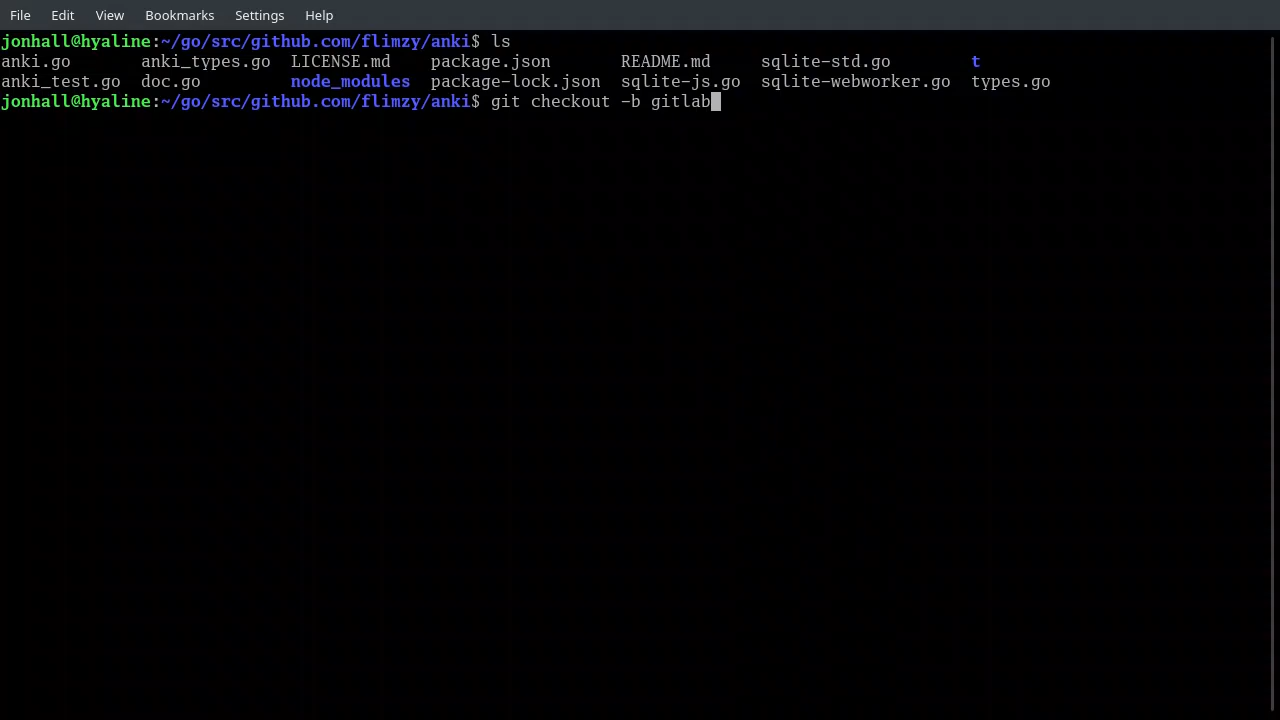 File Edit View Bookmarks Settings Help
jonhall@hyaline:~/go/src/github.com/flimzy/anki$ ls
anki.go anki_types.go LICENSE.md package.json README.md sqlite-std.go t
anki_test.go doc.go node_modules package-lock.json sqlite-js.go sqlite-webworker.go types.go
jonhall@hyaline:~/go/src/github.com/flimzy/anki$ git checkout -b gitlab